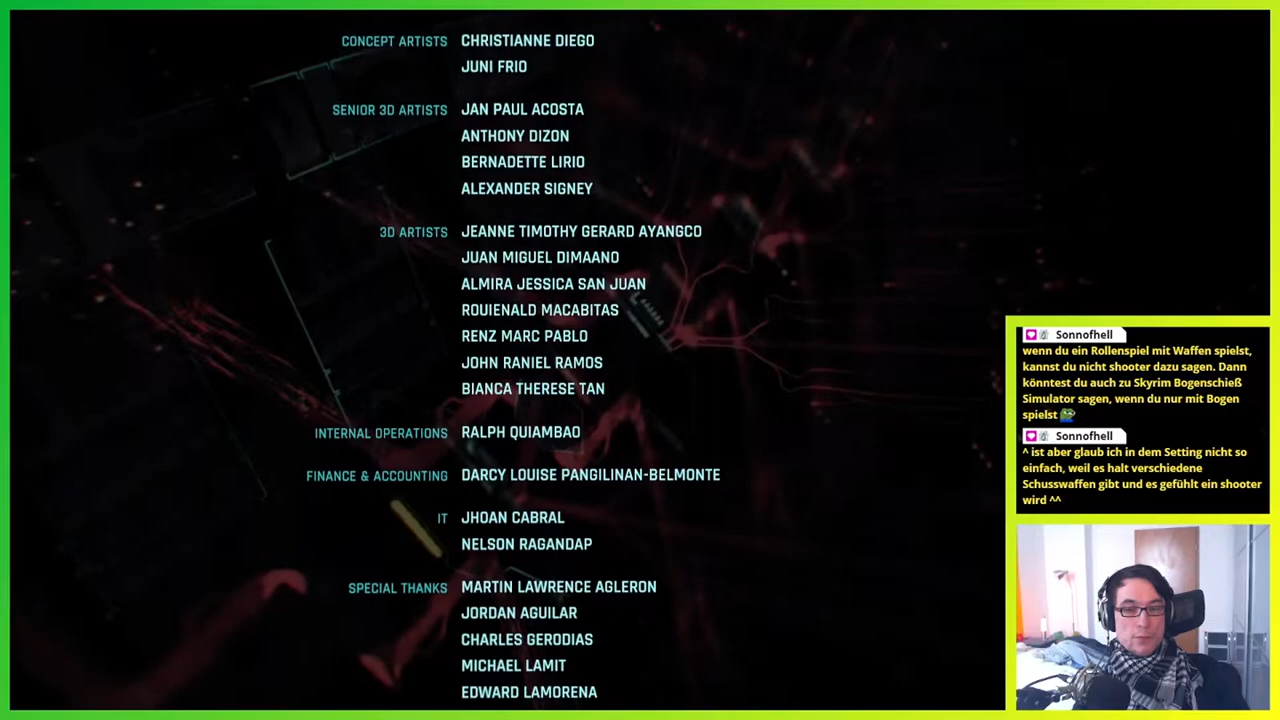 CONCEPT ARTISTS CHRISTIANNE DIEGO
JUNI FRIO
SENIOR 3D ARTISTS JAN PAUL ACOSTA
ANTHONY DIZON
BERNADETTE LIRIO
ALEXANDER SIGNEY
3D ARTISTS JEANNE TIMOTHY GERARD AYANGCO
JUAN MIGUEL DIMAANO
ALMIRA JESSICA SAN JUAN
ROUIENALD MACABITAS
RENZ MARC PABLO
JOHN RANIEL RAMOS
BIANCA THERESE TAN
INTERNAL OPERATIONS RALPH QUIAMBAO
FINANCE & ACCOUNTING DARCY LOUISE PANGILINAN-BELMONTE
IT JHOAN CABRAL
NELSON RAGANDAP
SPECIAL THANKS MARTIN LAWRENCE AGLERON
JORDAN AGUILAR
CHARLES GERODIAS
MICHAEL LAMIT
EDWARD LAMORENA
Sonnofhell
wenn du ein Rollenspiel mit Waffen spielst,
kannst du nicht shooter dazu sagen. Dann
könntest du auch zu Skyrim Bogenschieß
Simulator sagen, wenn du nur mit Bogen
spielst
Sonnofhell
^ ist aber glaub ich in dem Setting nicht so
einfach, weil es halt verschiedene
Schusswaffen gibt und es gefühlt ein shooter
wird ^^